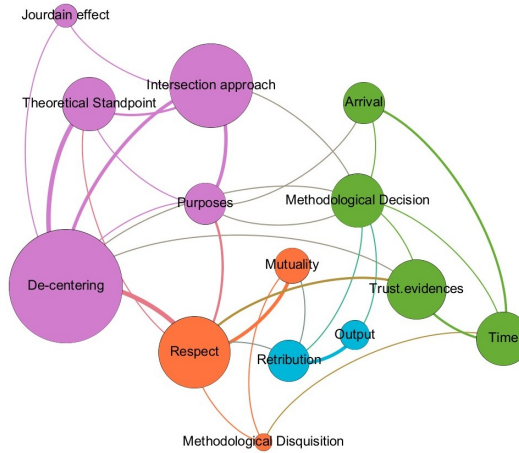 Jourdain effect
Intersection approach
Theoretical Standpoint
Arrival
Purposes
Methodological Decision
Mutuality
De-centering
Trust.evidences
Output
Time
Respect
Retribution
Methodological Disquisition